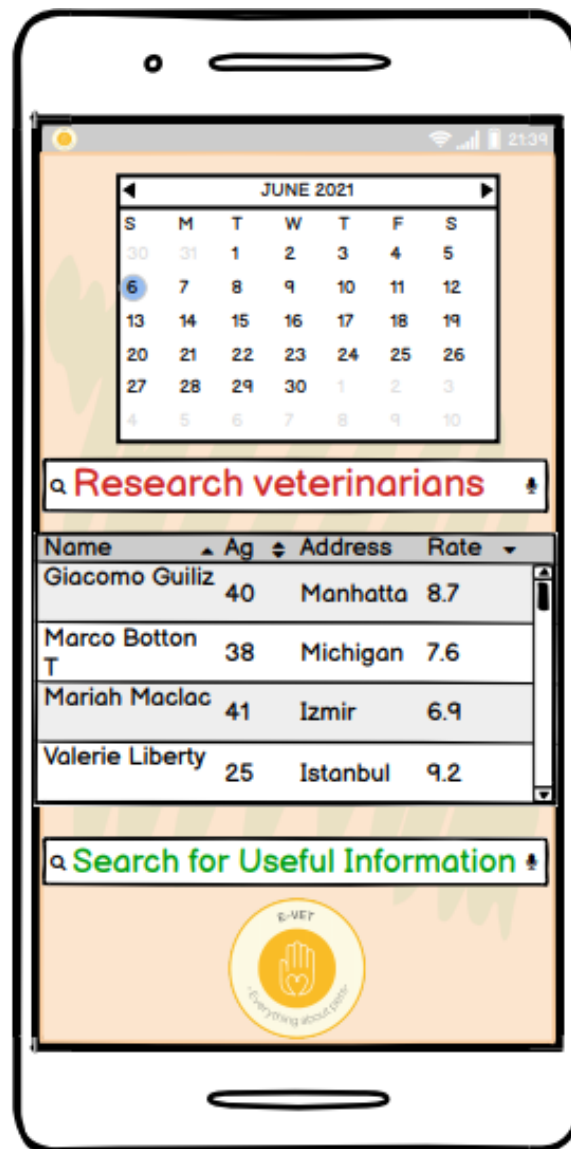 21:39
JUNE 2021
S M T W T F S
30 31 1 2 3 4 5
6 7 8 9 10 11 12
13 14 15 16 17 18 19
20 21 22 23 24 25 26
27 28 29 30 1 2 3
4 5 6 7 8 9 10
Research veterinarians
Name Ag Address Rate
Giacomo Guiliz 40 Manhatta 8.7
Marco Botton
T 38 Michigan 7.6
Mariah Maclac 41 Izmir 6.9
Valerie Liberty 25 Istanbul 9.2
Search for Useful Information
E-VET
-Everything about pets-